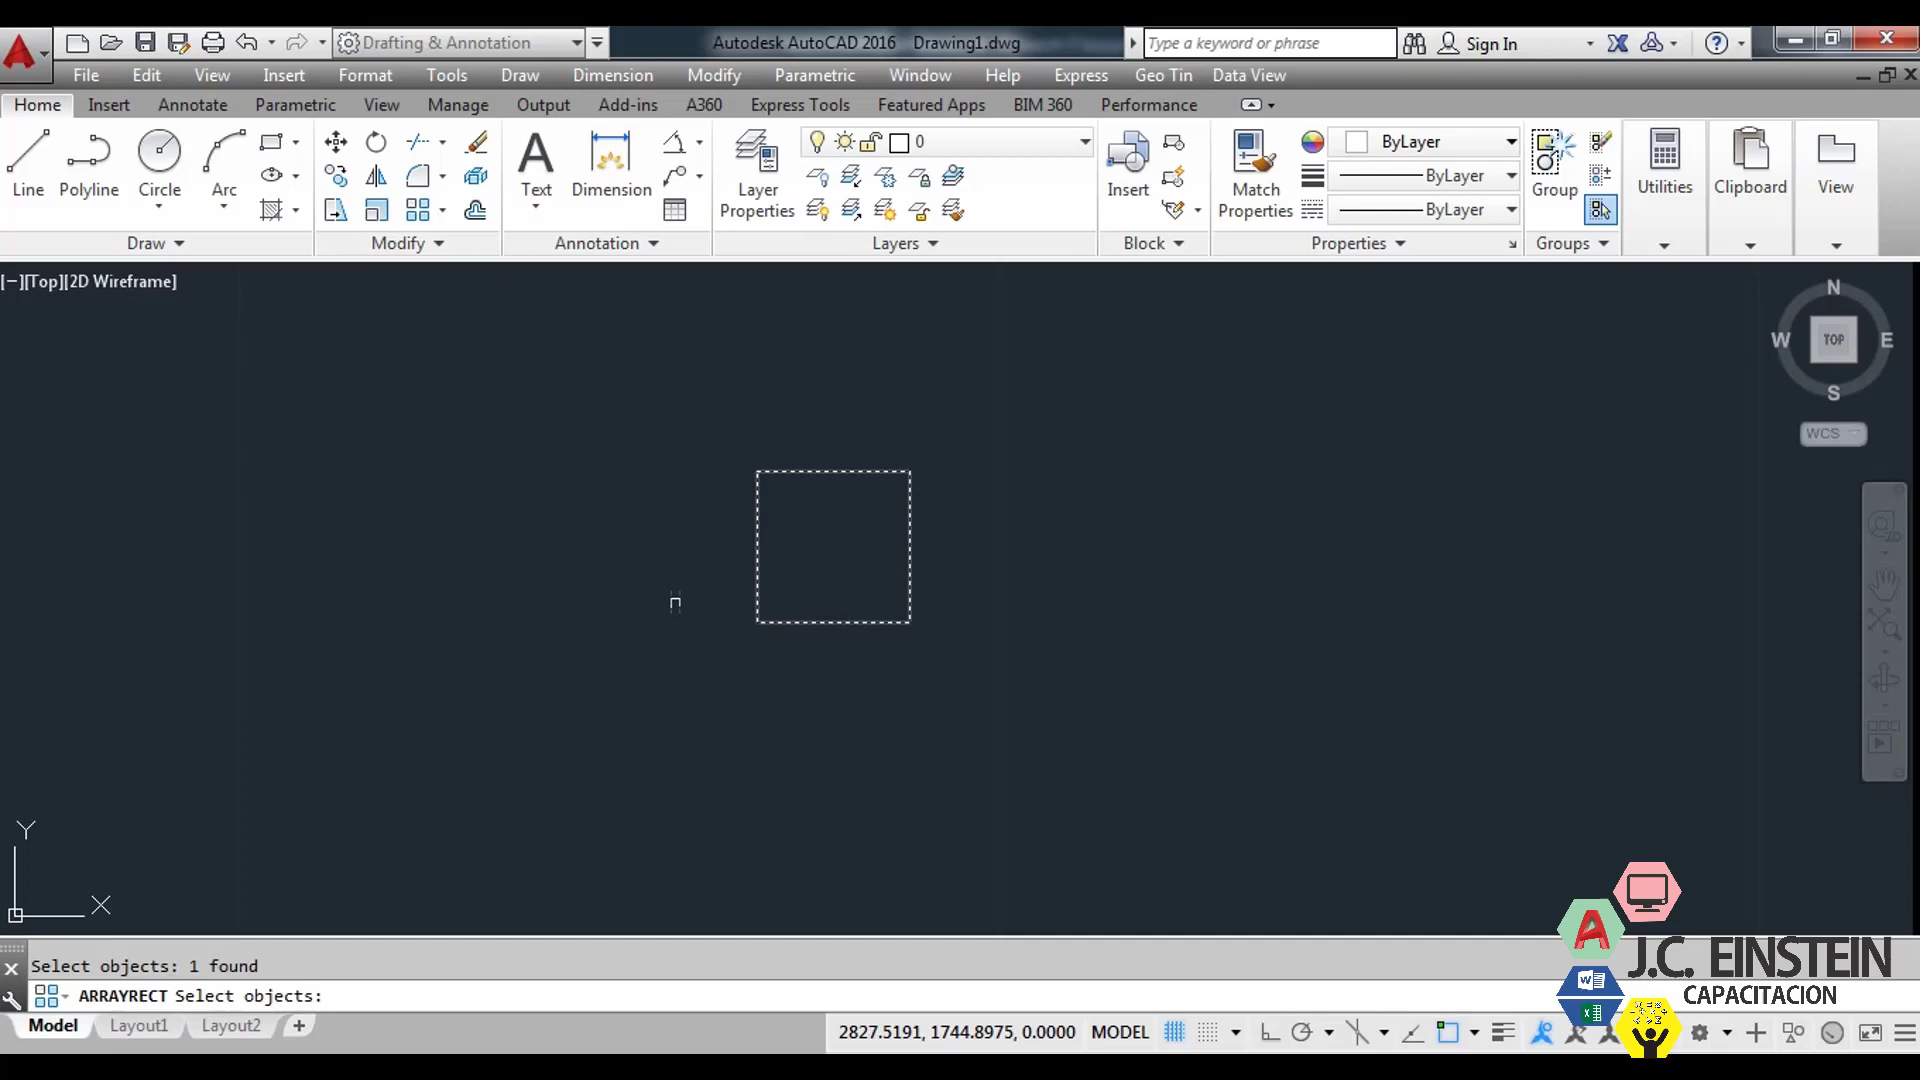 Drafting & Annotation
Autodesk AutoCAD 2016 Drawing1.dwg
Type a keyword or phrase
Sign In
File Edit View Insert Format Tools Draw Dimension Modify Parametric Window Help Express Geo Tin Data View
Home Insert Annotate Parametric View Manage Output Add-ins A360 Express Tools Featured Apps BIM 360 Performance
0
ByLayer
ByLayer
ByLayer
Line Polyline Circle Arc
Text Dimension
Layer Properties
Insert
Match Properties
Group
Utilities Clipboard View
Draw Modify Annotation Layers Block Properties Groups
[−][Top][2D Wireframe]
N
W TOP E
S
WCS
Y
X
Select objects: 1 found
ARRAYRECT Select objects:
Model Layout1 Layout2 +
2827.5191, 1744.8975, 0.0000 MODEL
J.C. EINSTEIN
CAPACITACION